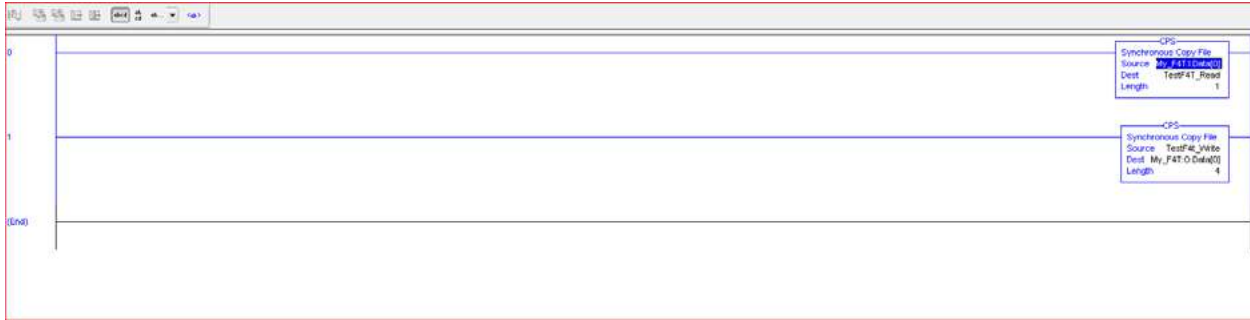 0
CPS
Synchronous Copy File
Source My_F4T:I.Data[0]
Dest TestF4T_Read
Length 1
1
CPS
Synchronous Copy File
Source TestF4t_Write
Dest My_F4T:O.Data[0]
Length 4
(End)